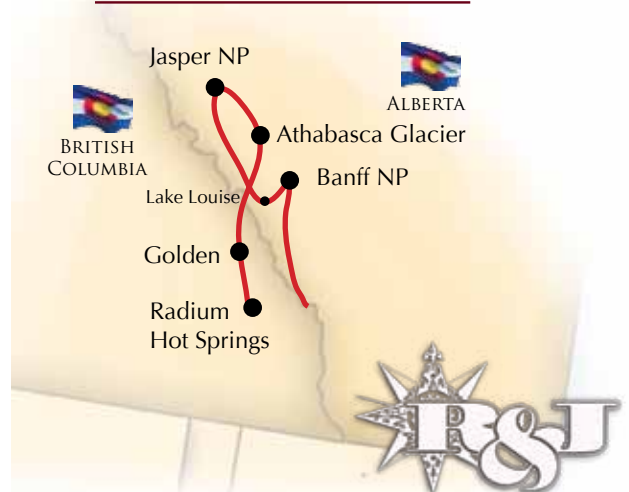 Jasper NP
ALBERTA
BRITISH
COLUMBIA
Athabasca Glacier
Banff NP
Lake Louise
Golden
Radium
Hot Springs
R&J